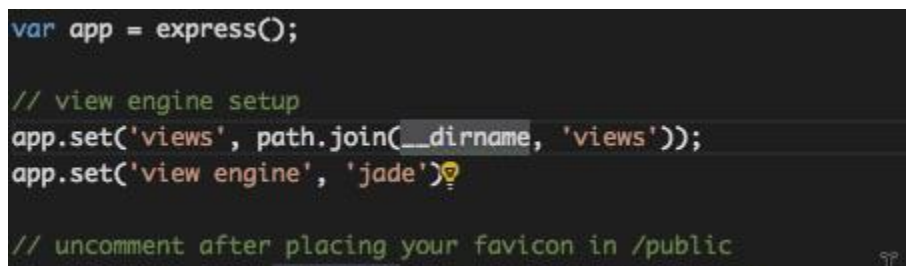 var app = express();
// view engine setup
app.set('views', path.join(__dirname, 'views'));
app.set('view engine', 'jade')
// uncomment after placing your favicon in /public